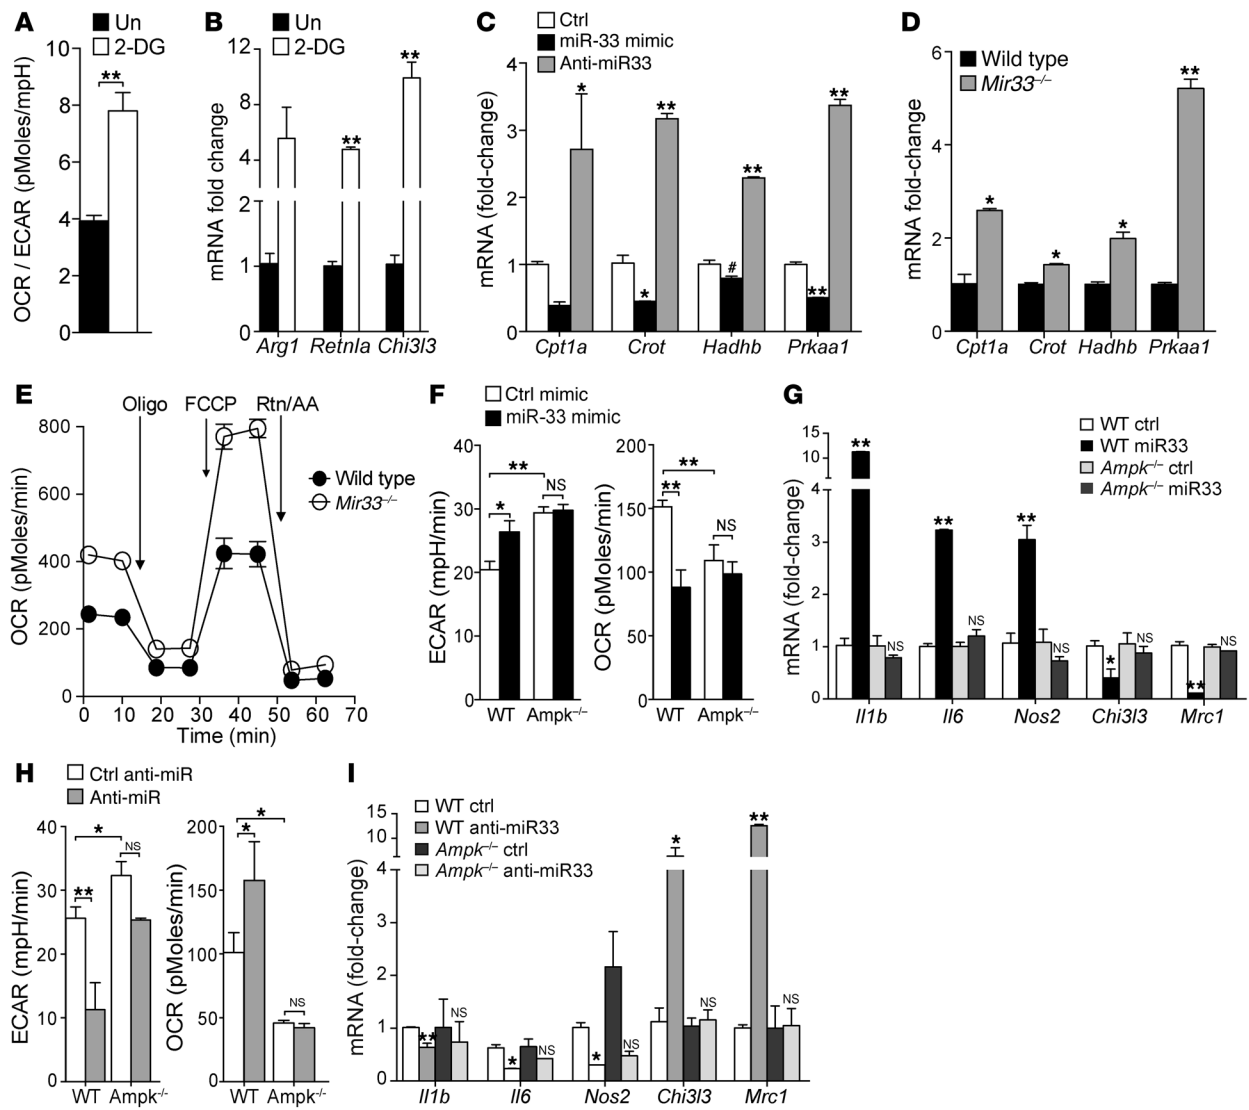 A
Un
2-DG
OCR / ECAR (pMoles/mpH)
10
8
6
4
2
0
**
B
Un
2-DG
mRNA fold change
12
8
4
2
1
0
**
**
Arg1 Retnla Chi3l3
C
Ctrl
miR-33 mimic
Anti-miR33
mRNA (fold-change)
4
3
2
1
0
*
*
**
#
**
**
**
Cpt1a Crot Hadhb Prkaa1
D
Wild type
Mir33–/–
mRNA fold-change
6
4
2
0
*
*
*
**
Cpt1a Crot Hadhb Prkaa1
E
Oligo FCCP Rtn/AA
OCR (pMoles/min)
800
600
400
200
0
Wild type
Mir33–/–
0 10 20 30 40 50 60 70
Time (min)
F
Ctrl mimic
miR-33 mimic
ECAR (mpH/min)
40
30
20
10
0
**
*
NS
WT Ampk–/–
OCR (pMoles/min)
200
150
100
50
0
**
**
NS
WT Ampk–/–
G
WT ctrl
WT miR33
Ampk–/– ctrl
Ampk–/– miR33
mRNA (fold-change)
15
10
4
3
2
1
0
**
NS
**
NS
**
NS
*
NS
**
NS
Il1b Il6 Nos2 Chi3l3 Mrc1
H
Ctrl anti-miR
Anti-miR
ECAR (mpH/min)
40
30
20
10
0
*
**
NS
WT Ampk-/-
OCR (pMoles/min)
200
150
100
50
0
*
*
NS
WT Ampk-/-
I
WT ctrl
WT anti-miR33
Ampk–/– ctrl
Ampk–/– anti-miR33
mRNA (fold-change)
15
10
4
3
2
1
0
**
NS
*
NS
*
NS
*
NS
**
NS
Il1b Il6 Nos2 Chi3l3 Mrc1